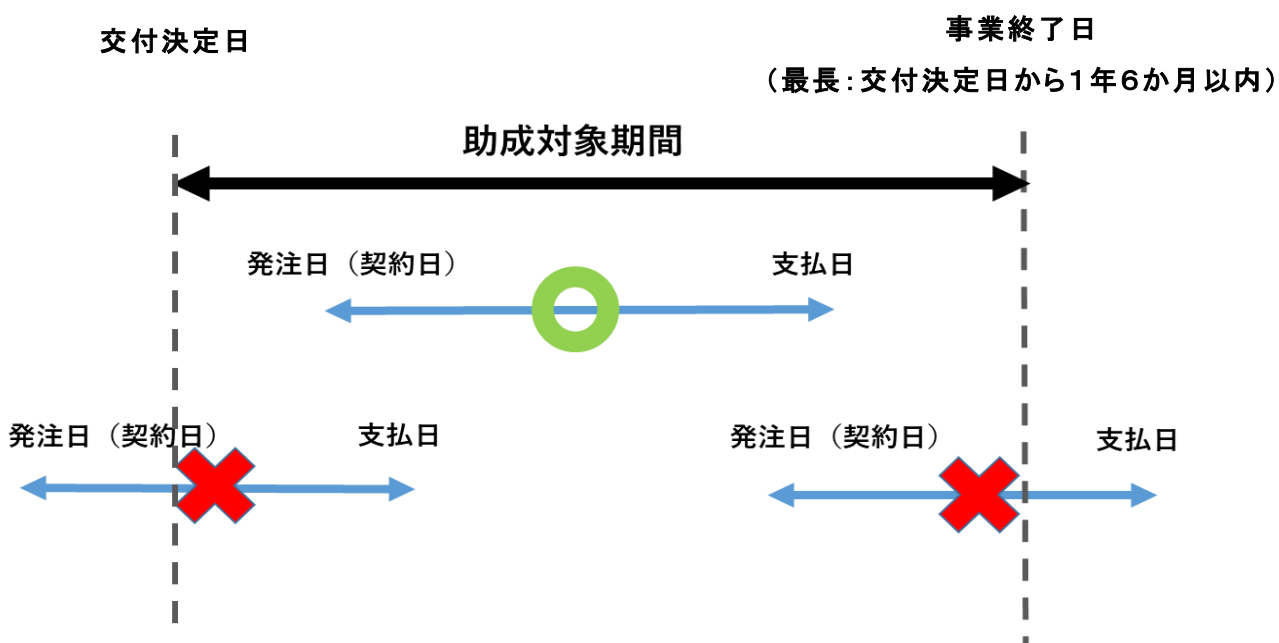 交付決定日
事業終了日
（最長：交付決定日から1年6か月以内）
助成対象期間
発注日（契約日）
支払日
発注日（契約日）
支払日
発注日（契約日）
支払日